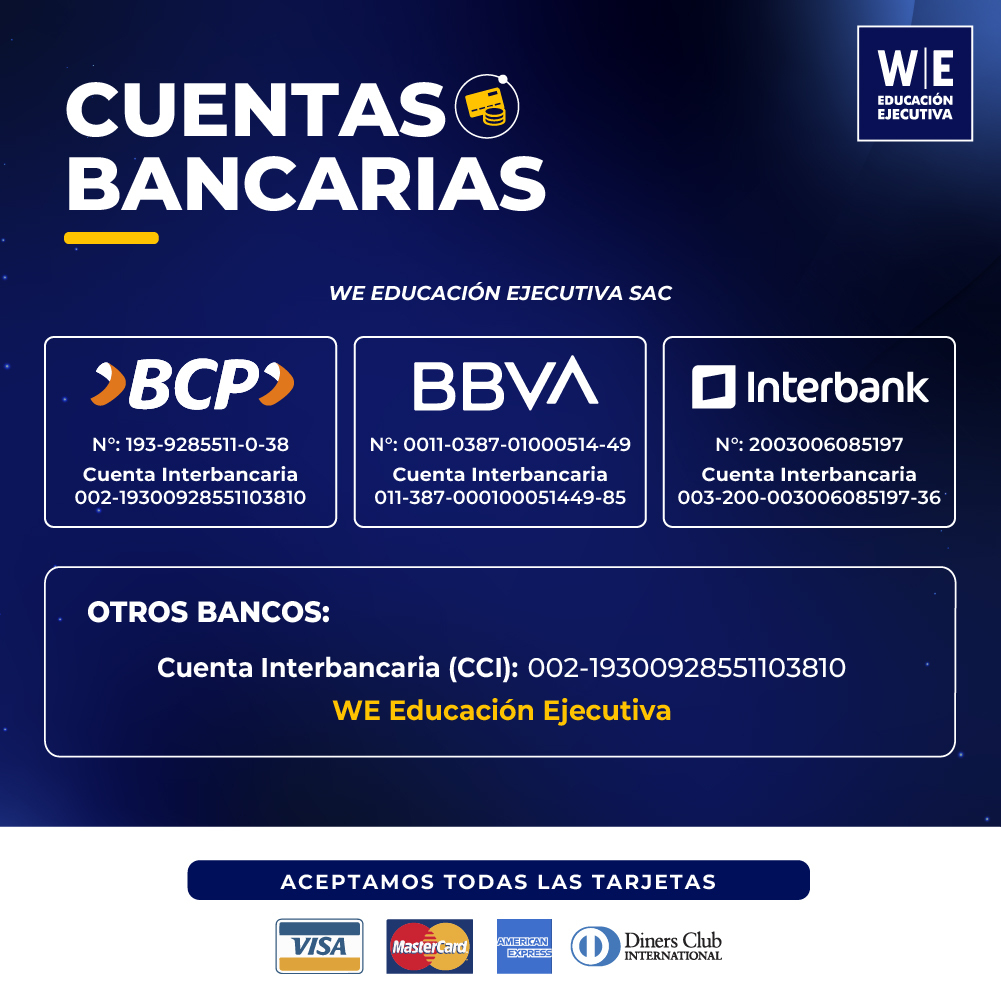 CUENTAS
BANCARIAS
W|E
EDUCACIÓN
EJECUTIVA
WE EDUCACIÓN EJECUTIVA SAC
BCP
N°: 193-9285511-0-38
Cuenta Interbancaria
002-19300928551103810
BBVA
N°: 0011-0387-01000514-49
Cuenta Interbancaria
011-387-000100051449-85
Interbank
N°: 2003006085197
Cuenta Interbancaria
003-200-003006085197-36
OTROS BANCOS:
Cuenta Interbancaria (CCI): 002-19300928551103810
WE Educación Ejecutiva
ACEPTAMOS TODAS LAS TARJETAS
VISA
MasterCard
AMERICAN
EXPRESS
Diners Club
INTERNATIONAL